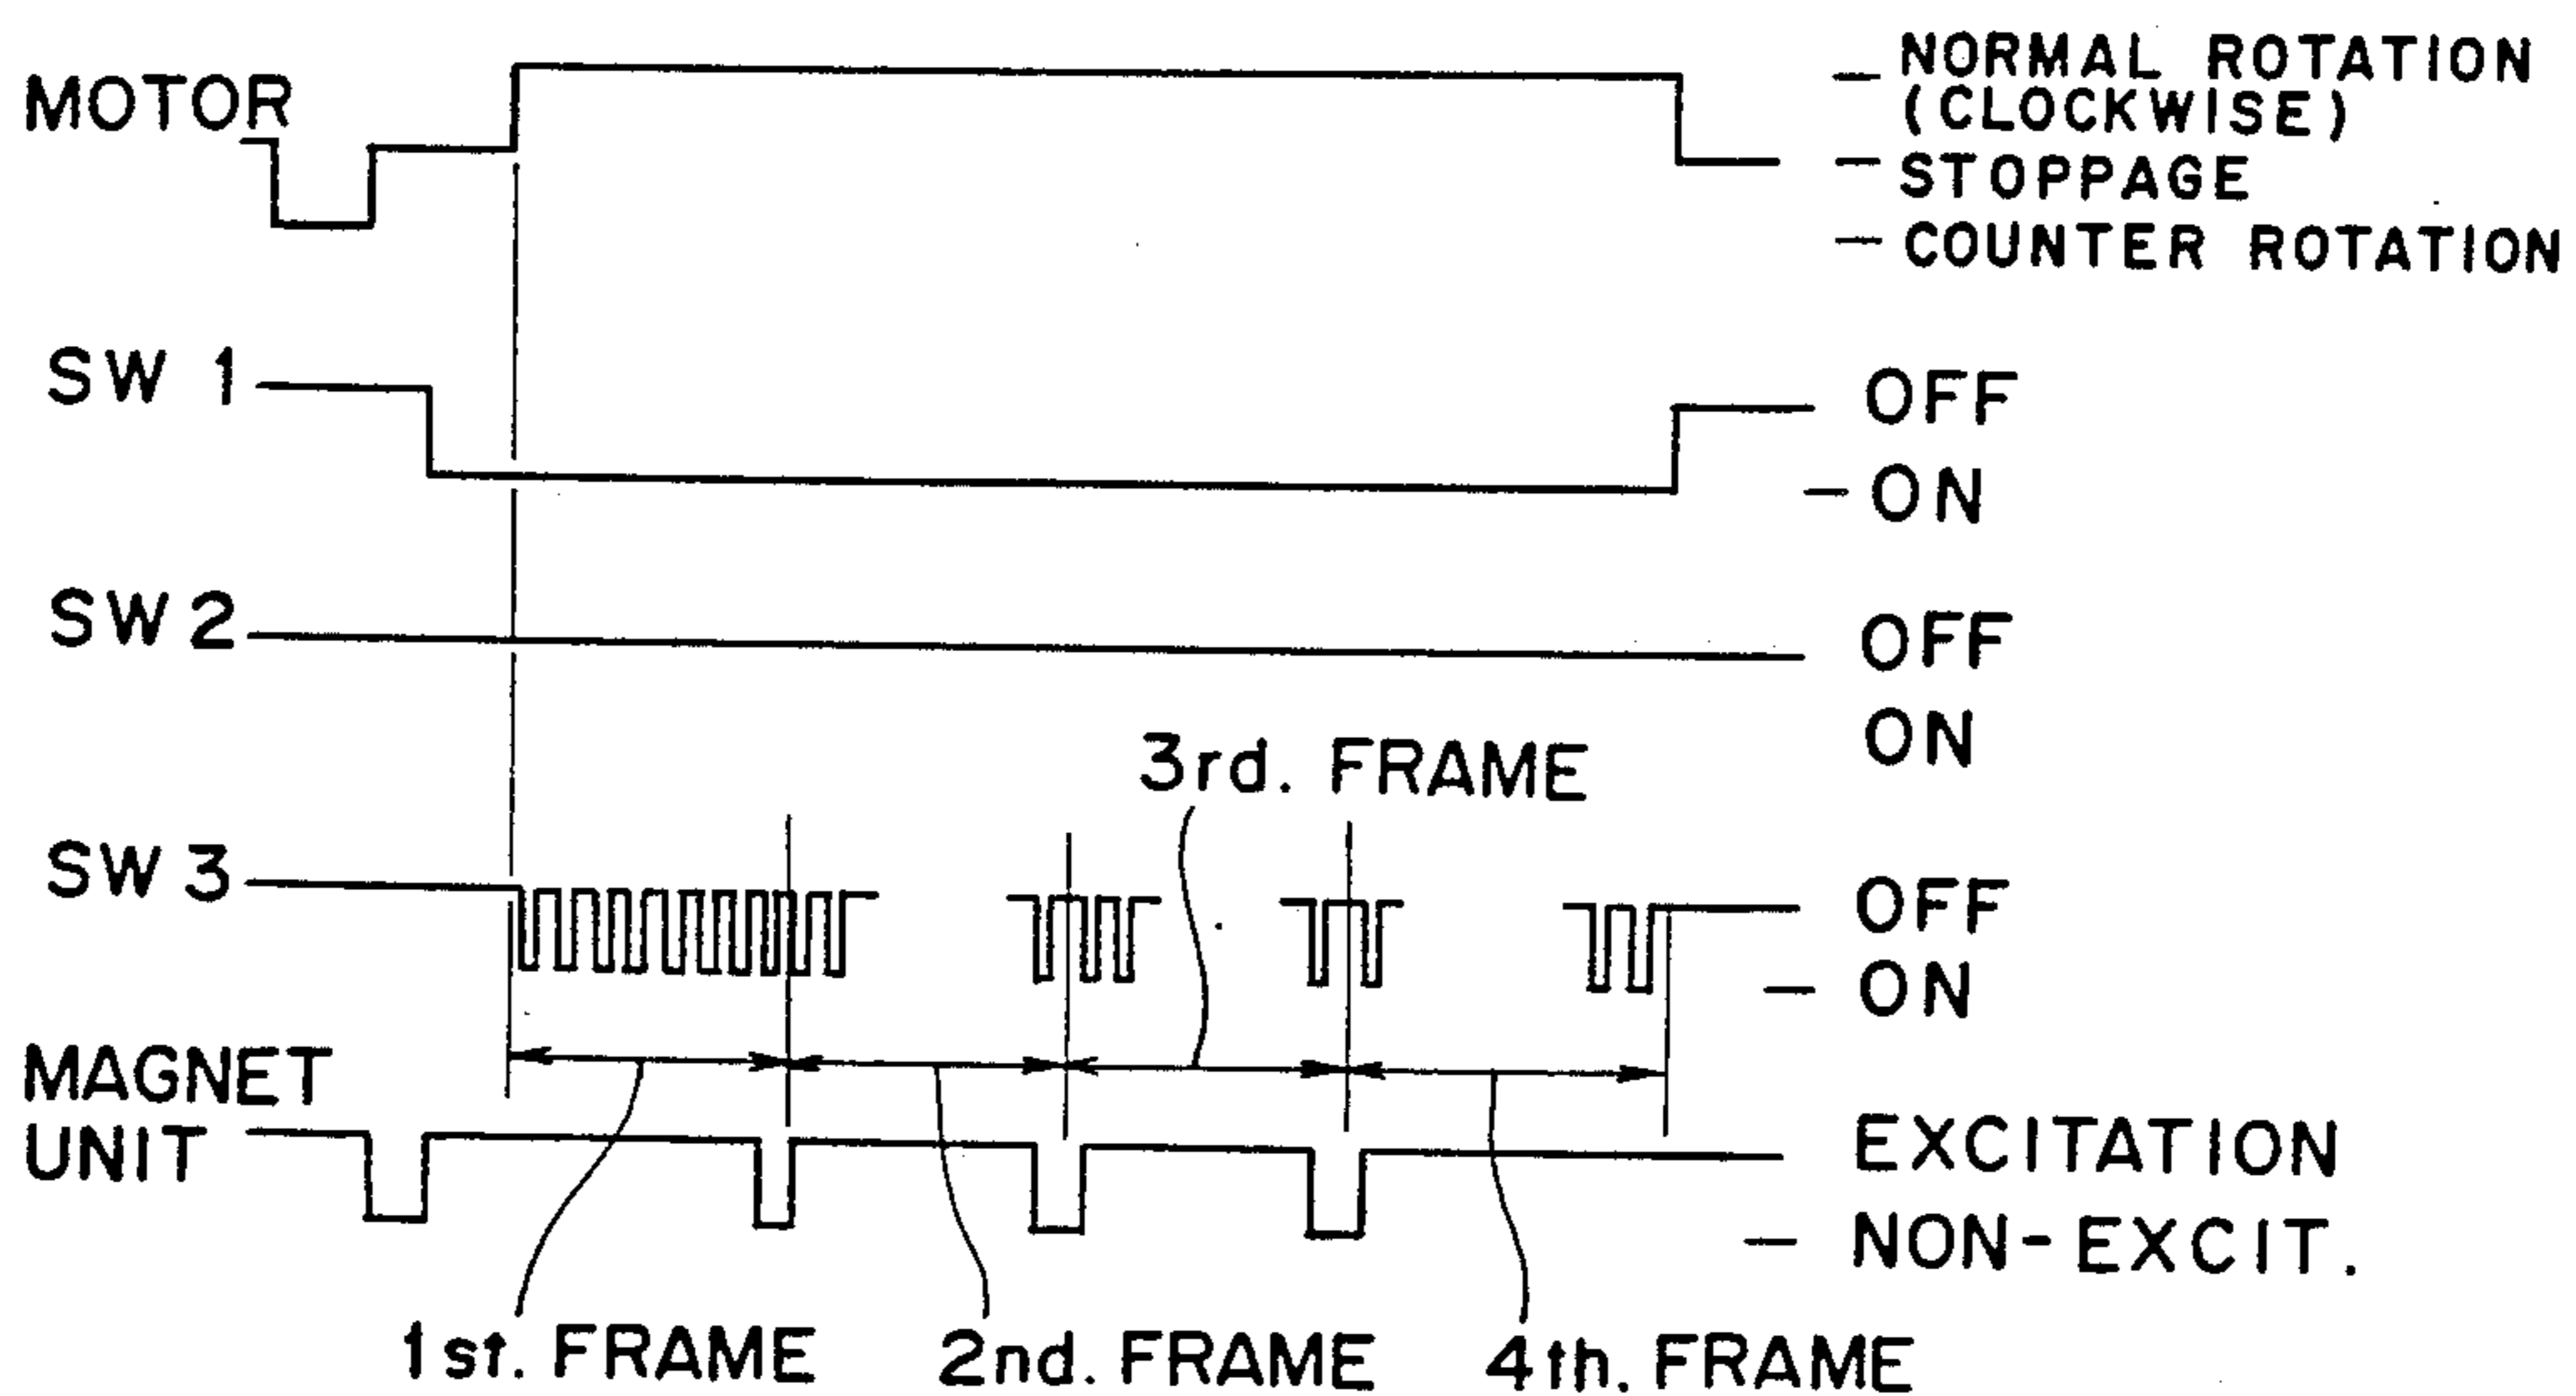 MOTOR
NORMAL ROTATION
(CLOCKWISE)
STOPPAGE
COUNTER ROTATION
SW 1
OFF
ON
SW 2
OFF
ON
3rd. FRAME
SW 3
OFF
ON
MAGNET
UNIT
EXCITATION
NON-EXCIT.
1st. FRAME
2nd. FRAME
4th. FRAME